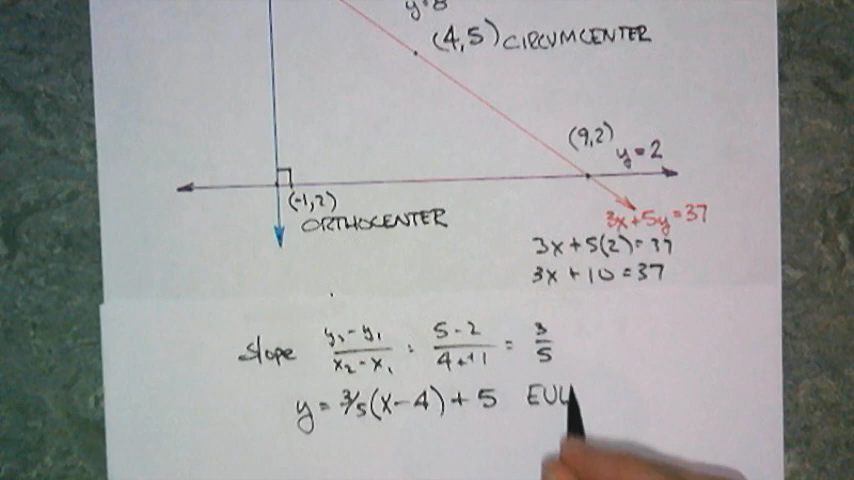 y=8
(4,5) CIRCUMCENTER
(9,2)
y=2
(-1,2)
ORTHOCENTER
3x+5y=37
3x+5(2)=37
3x+10=37
slope y₂-y₁/x₂-x₁ : 5-2/4++1 = 3/5
y = 3/5(x-4)+5 EUL